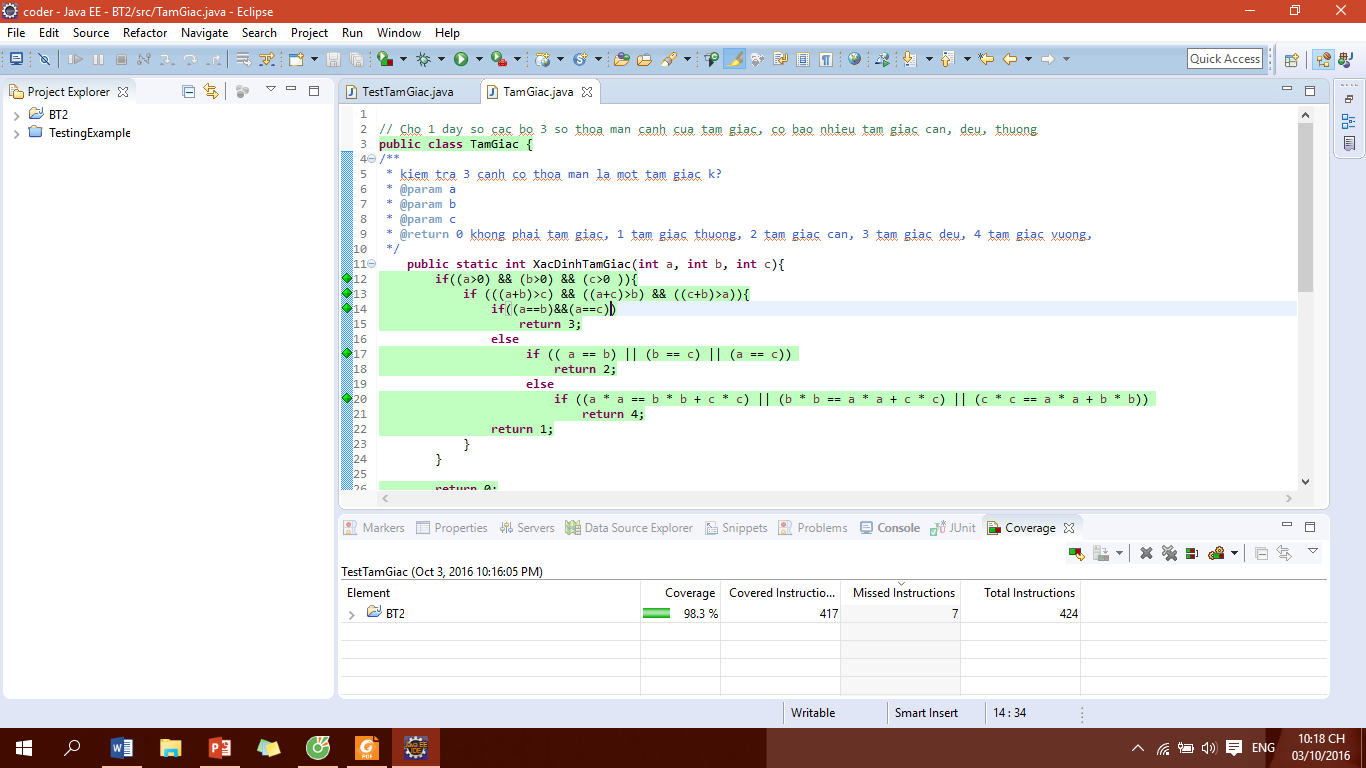 coder - Java EE - BT2/src/TamGiac.java - Eclipse
File Edit Source Refactor Navigate Search Project Run Window Help
Quick Access
Project Explorer
BT2
TestingExample
TestTamGiac.java TamGiac.java
1
2 // Cho 1 day so cac bo 3 so thoa man canh cua tam giac, co bao nhieu tam giac can, deu, thuong
3 public class TamGiac {
4 /**
5 * kiem tra 3 canh co thoa man la mot tam giac k?
6 * @param a
7 * @param b
8 * @param c
9 * @return 0 khong phai tam giac, 1 tam giac thuong, 2 tam giac can, 3 tam giac deu, 4 tam giac vuong,
10 */
11 public static int XacDinhTamGiac(int a, int b, int c){
12 if((a>0) && (b>0) && (c>0 )){
13 if (((a+b)>c) && ((a+c)>b) && ((c+b)>a)){
14 if((a==b)&&(a==c))
15 return 3;
16 else
17 if (( a == b) || (b == c) || (a == c))
18 return 2;
19 else
20 if ((a * a == b * b + c * c) || (b * b == a * a + c * c) || (c * c == a * a + b * b))
21 return 4;
22 return 1;
23 }
24 }
25
26 return 0;
Markers Properties Servers Data Source Explorer Snippets Problems Console JUnit Coverage
TestTamGiac (Oct 3, 2016 10:16:05 PM)
Element Coverage Covered Instructio... Missed Instructions Total Instructions
BT2 98.3 % 417 7 424
Writable Smart Insert 14 : 34
ENG
10:18 CH
03/10/2016